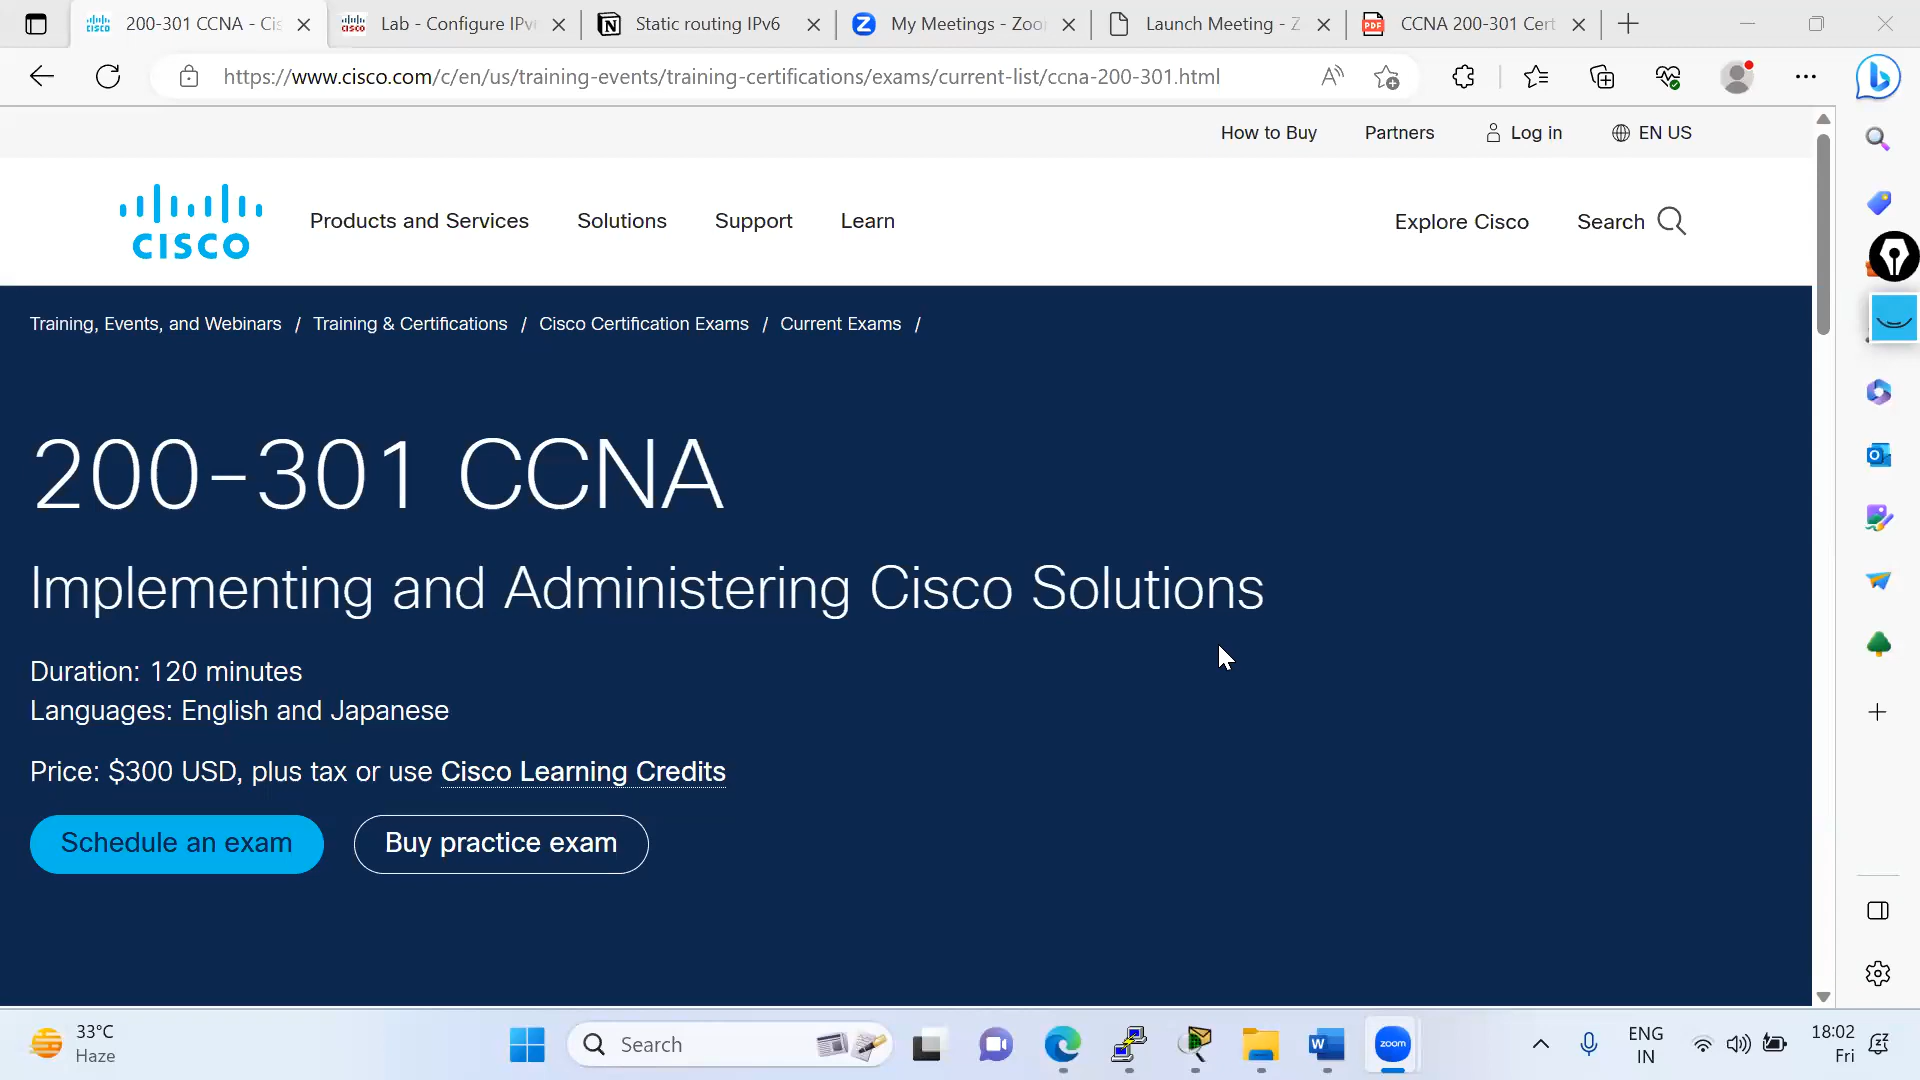 200-301 CCNA - Cis
Lab - Configure IPv
Static routing IPv6
My Meetings - Zoo
Launch Meeting - Z
CCNA 200-301 Cert
https://www.cisco.com/c/en/us/training-events/training-certifications/exams/current-list/ccna-200-301.html
How to Buy
Partners
Log in
EN US
CISCO
Products and Services
Solutions
Support
Learn
Explore Cisco
Search
Training, Events, and Webinars / Training & Certifications / Cisco Certification Exams / Current Exams /
200-301 CCNA
Implementing and Administering Cisco Solutions
Duration: 120 minutes
Languages: English and Japanese
Price: $300 USD, plus tax or use Cisco Learning Credits
Schedule an exam
Buy practice exam
33°C
Haze
Search
zoom
ENG
IN
18:02
Fri